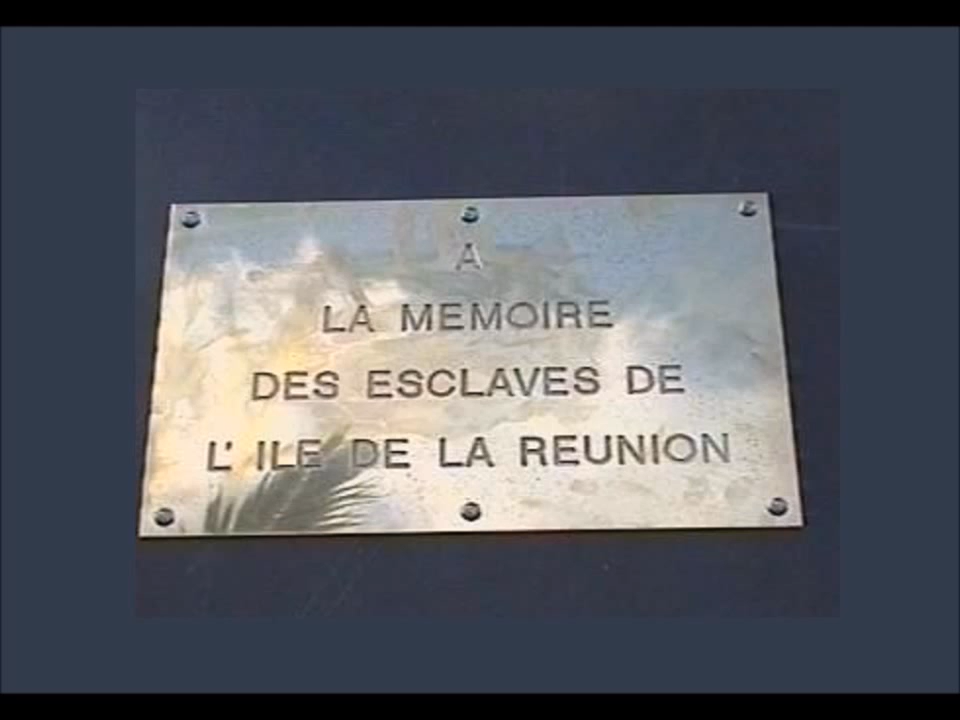 A
LA MEMOIRE
DES ESCLAVES DE
L' ILE DE LA REUNION